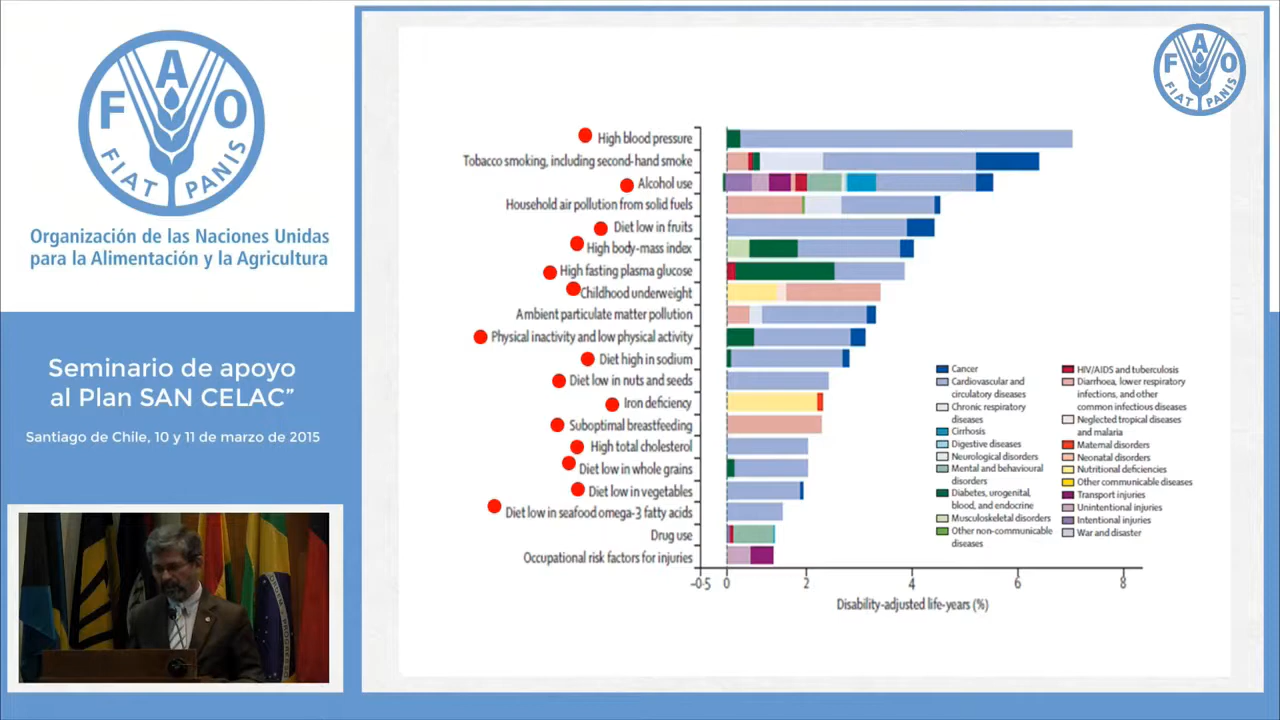 F A O
FIAT PANIS
Organización de las Naciones Unidas
para la Alimentación y la Agricultura
Seminario de apoyo
al Plan SAN CELAC”
Santiago de Chile, 10 y 11 de marzo de 2015
F A O
FIAT PANIS
High blood pressure
Tobacco smoking, including second-hand smoke
Alcohol use
Household air pollution from solid fuels
Diet low in fruits
High body-mass index
High fasting plasma glucose
Childhood underweight
Ambient particulate matter pollution
Physical inactivity and low physical activity
Diet high in sodium
Diet low in nuts and seeds
Iron deficiency
Suboptimal breastfeeding
High total cholesterol
Diet low in whole grains
Diet low in vegetables
Diet low in seafood omega-3 fatty acids
Drug use
Occupational risk factors for injuries
Cancer
Cardiovascular and
circulatory diseases
Chronic respiratory
diseases
Cirrhosis
Digestive diseases
Neurological disorders
Mental and behavioural
disorders
Diabetes, urogenital,
blood, and endocrine
Musculoskeletal disorders
Other non-communicable
diseases
HIV/AIDS and tuberculosis
Diarrhoea, lower respiratory
infections, and other
common infectious diseases
Neglected tropical diseases
and malaria
Maternal disorders
Neonatal disorders
Nutritional deficiencies
Other communicable diseases
Transport injuries
Unintentional injuries
Intentional injuries
War and disaster
–0·5 0 2 4 6 8
Disability-adjusted life-years (%)